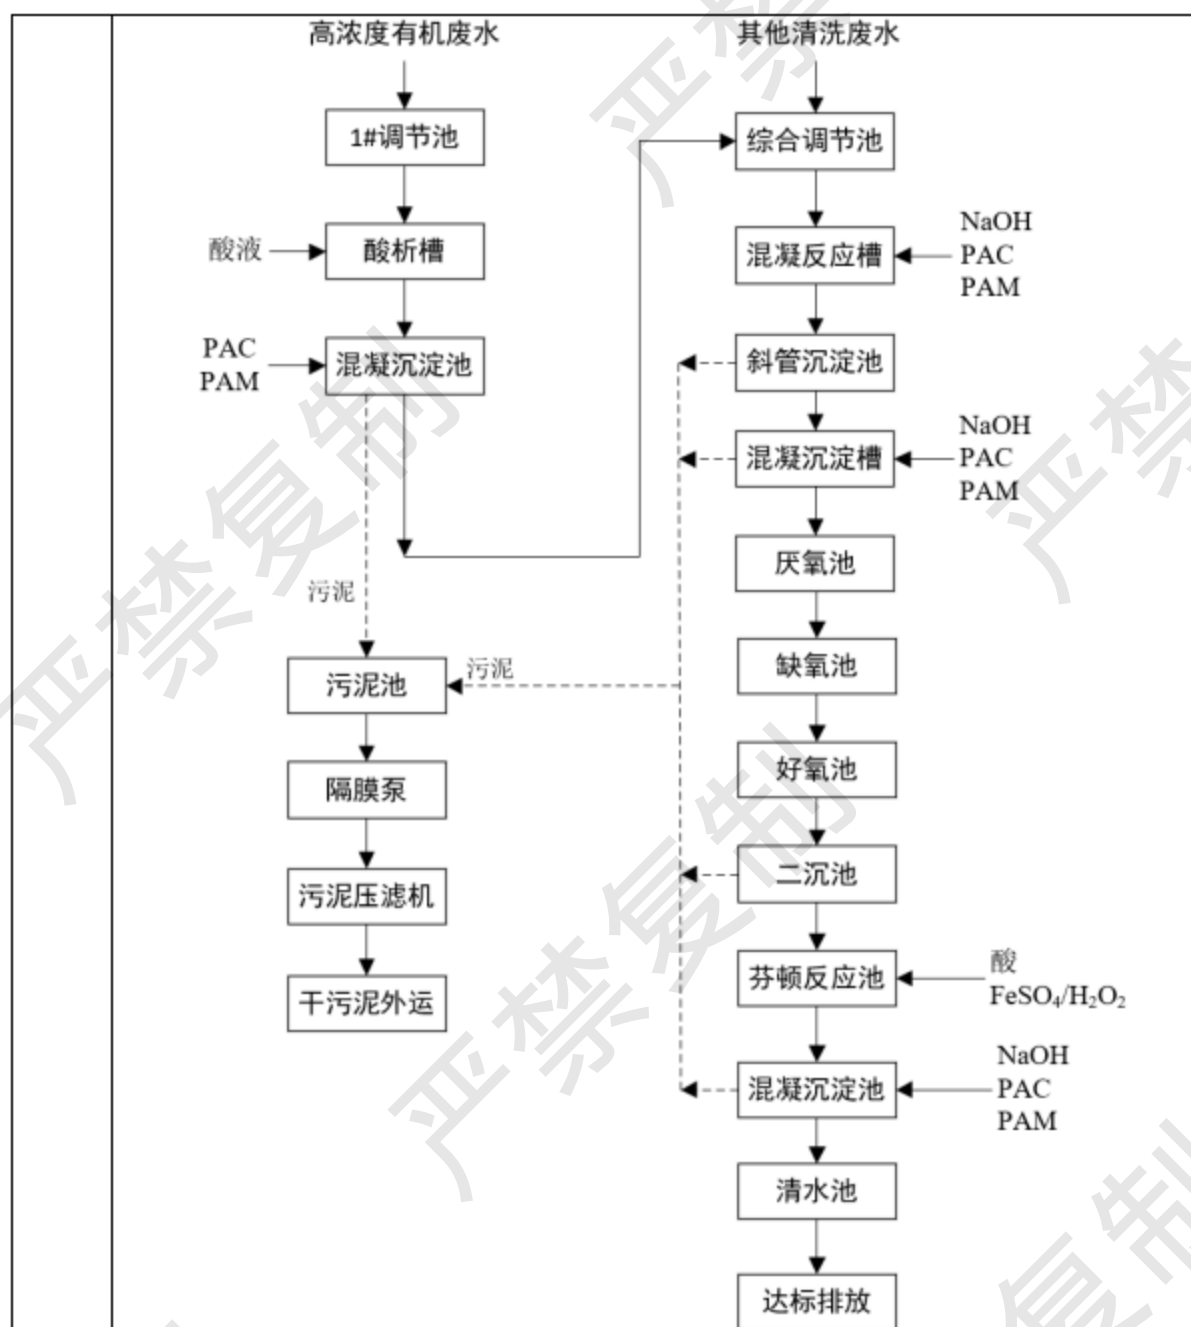 高浓度有机废水
1#调节池
酸液
酸析槽
PAC
PAM
混凝沉淀池
污泥
污泥池
隔膜泵
污泥压滤机
干污泥外运
其他清洗废水
综合调节池
混凝反应槽
NaOH
PAC
PAM
斜管沉淀池
混凝沉淀槽
NaOH
PAC
PAM
厌氧池
缺氧池
污泥
好氧池
二沉池
芬顿反应池
酸
FeSO₄/H₂O₂
混凝沉淀池
NaOH
PAC
PAM
清水池
达标排放
严禁复制
严禁复制
严禁
严
复制